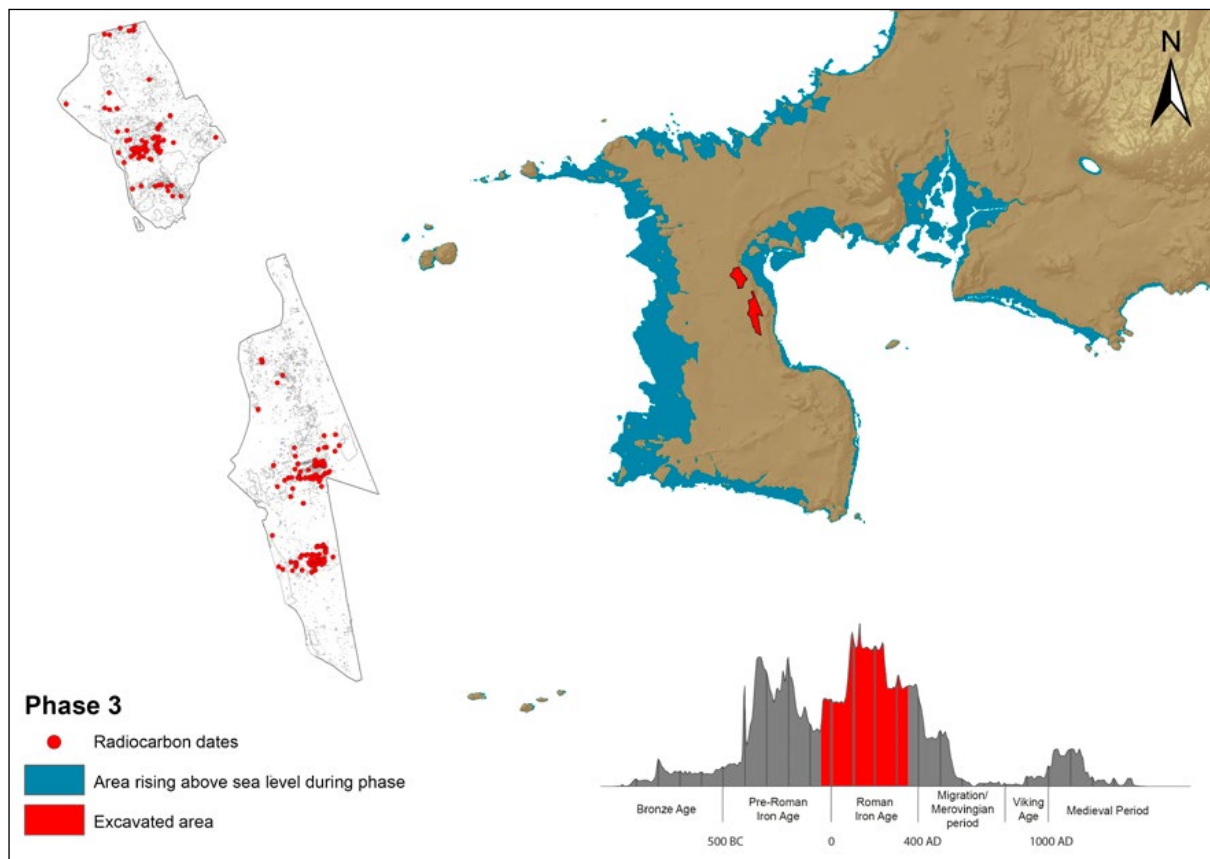 N
Phase 3
Radiocarbon dates
Area rising above sea level during phase
Excavated area
Bronze Age
Pre-Roman
Iron Age
Roman
Iron Age
Migration/
Merovingian
period
Viking
Age
Medieval Period
500 BC
0
400 AD
1000 AD